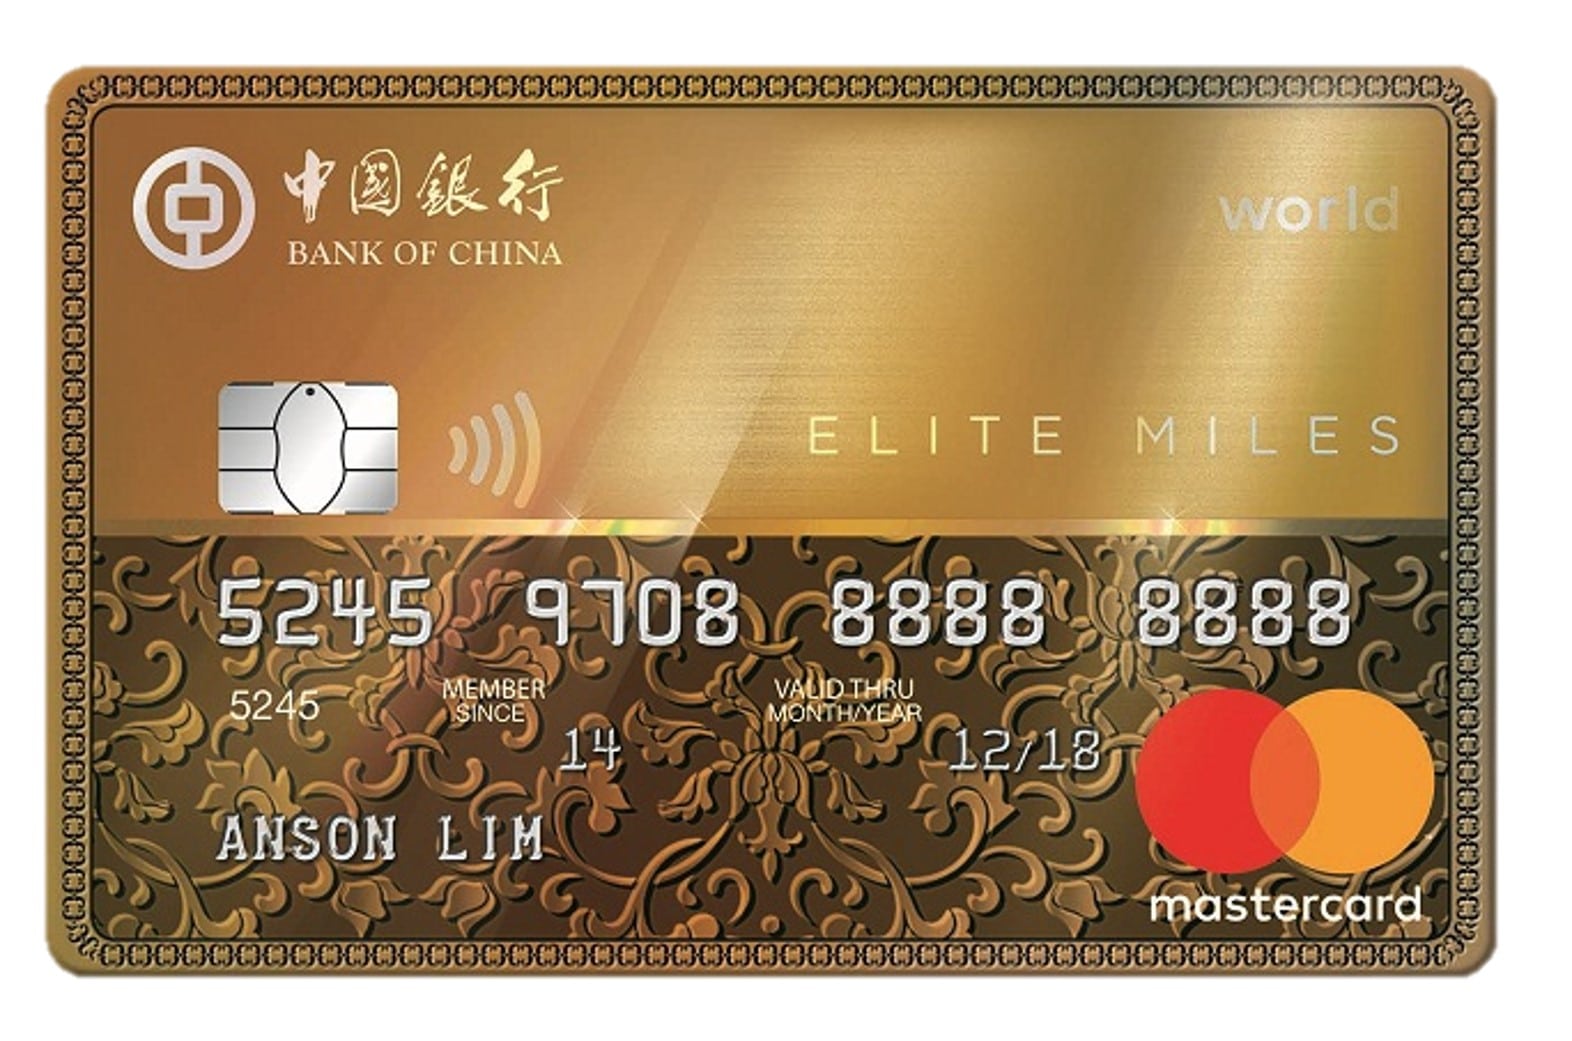 中國銀行
BANK OF CHINA
world
ELITE MILES
5245 9708 8888 8888
5245
MEMBER
SINCE
14
VALID THRU
MONTH/YEAR
12/18
ANSON LIM
mastercard